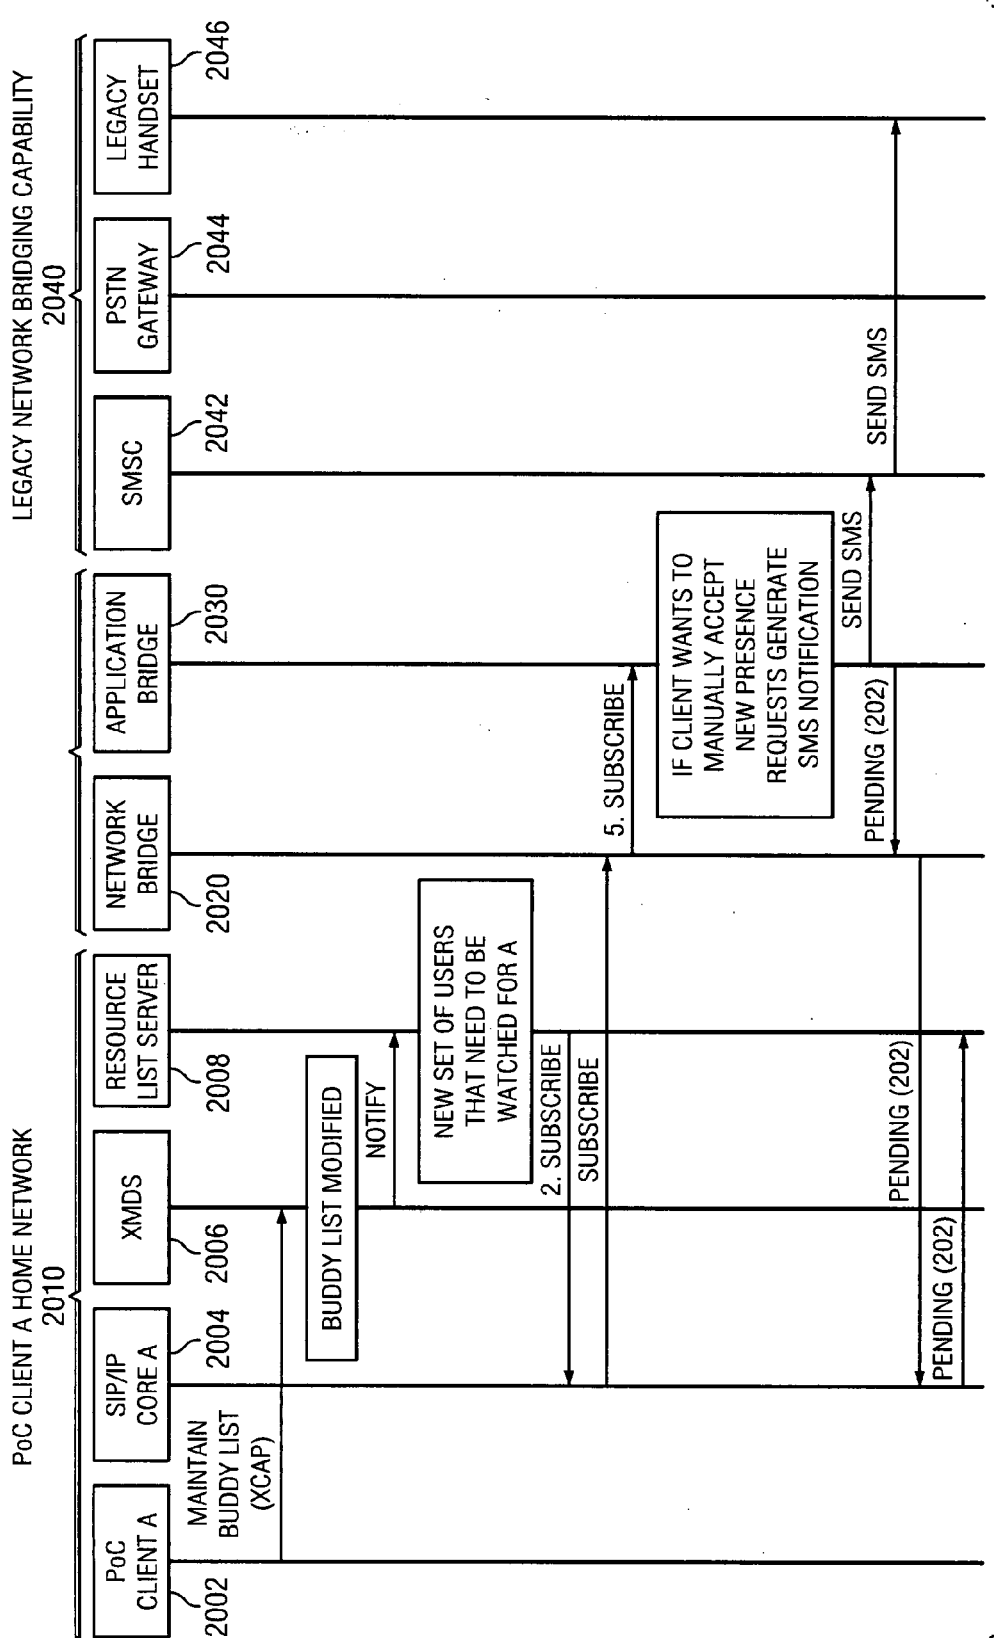 PoC CLIENT A HOME NETWORK
2010
LEGACY NETWORK BRIDGING CAPABILITY
2040
PoC
CLIENT A
2002
SIP/IP
CORE A
2004
XMDS
2006
RESOURCE
LIST SERVER
2008
NETWORK
BRIDGE
2020
APPLICATION
BRIDGE
2030
SMSC
2042
PSTN
GATEWAY
2044
LEGACY
HANDSET
2046
MAINTAIN
BUDDY LIST
(XCAP)
BUDDY LIST MODIFIED
NOTIFY
NEW SET OF USERS
THAT NEED TO BE
WATCHED FOR A
2. SUBSCRIBE
SUBSCRIBE
5. SUBSCRIBE
IF CLIENT WANTS TO
MANUALLY ACCEPT
NEW PRESENCE
REQUESTS GENERATE
SMS NOTIFICATION
SEND SMS
SEND SMS
PENDING (202)
PENDING (202)
PENDING (202)